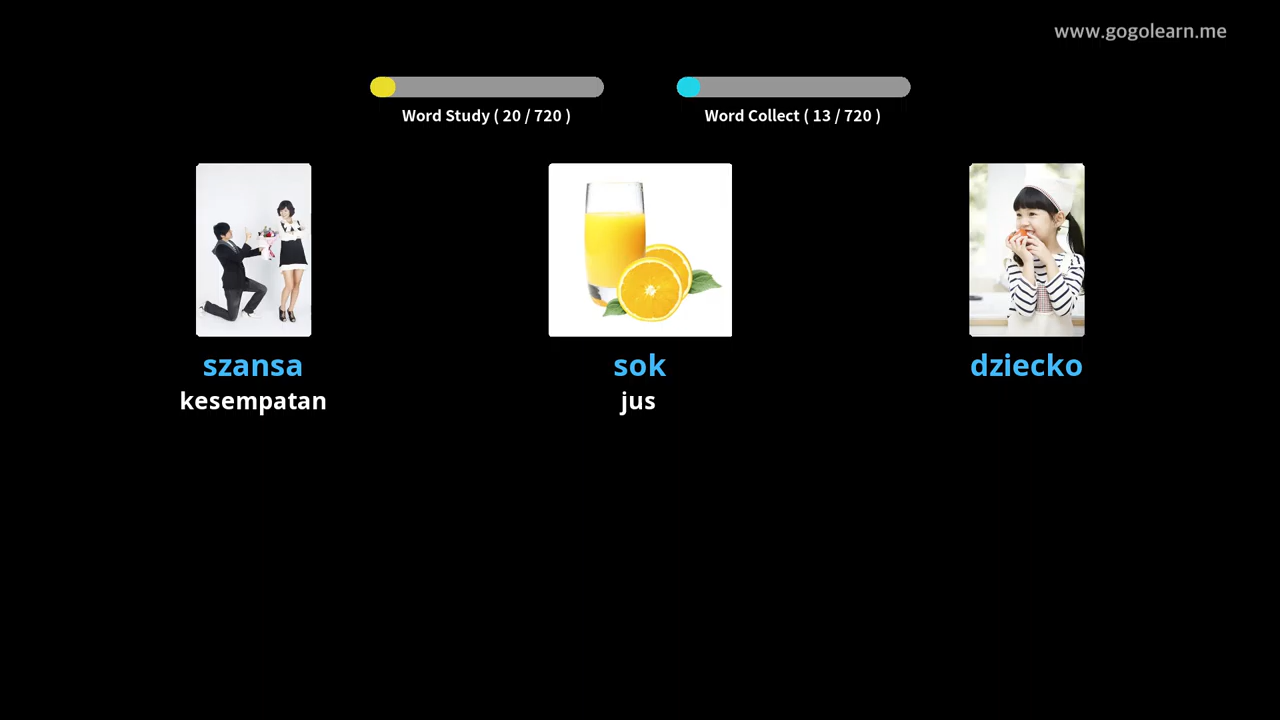 www.gogolearn.me
Word Study ( 20 / 720 )
Word Collect ( 13 / 720 )
szansa
sok
dziecko
kesempatan
jus